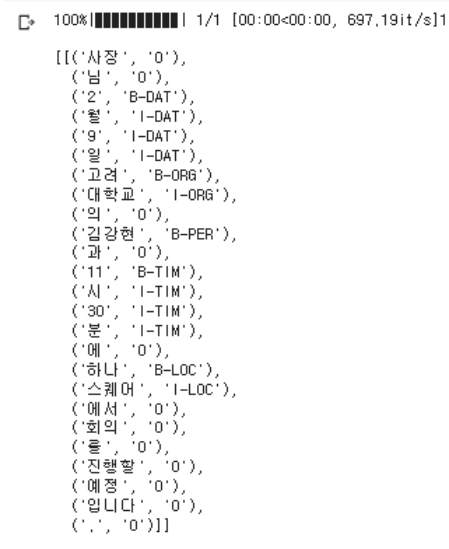 100%|██████████| 1/1 [00:00<00:00, 697.19it/s]1
[[('사장', 'O'),
('님', 'O'),
('2', 'B-DAT'),
('월', 'I-DAT'),
('9', 'I-DAT'),
('일', 'I-DAT'),
('고려', 'B-ORG'),
('대학교', 'I-ORG'),
('의', 'O'),
('김강현', 'B-PER'),
('과', 'O'),
('11', 'B-TIM'),
('시', 'I-TIM'),
('30', 'I-TIM'),
('분', 'I-TIM'),
('에', 'O'),
('하나', 'B-LOC'),
('스퀘어', 'I-LOC'),
('에서', 'O'),
('회의', 'O'),
('를', 'O'),
('진행할', 'O'),
('예정', 'O'),
('입니다', 'O'),
('.', 'O')]]